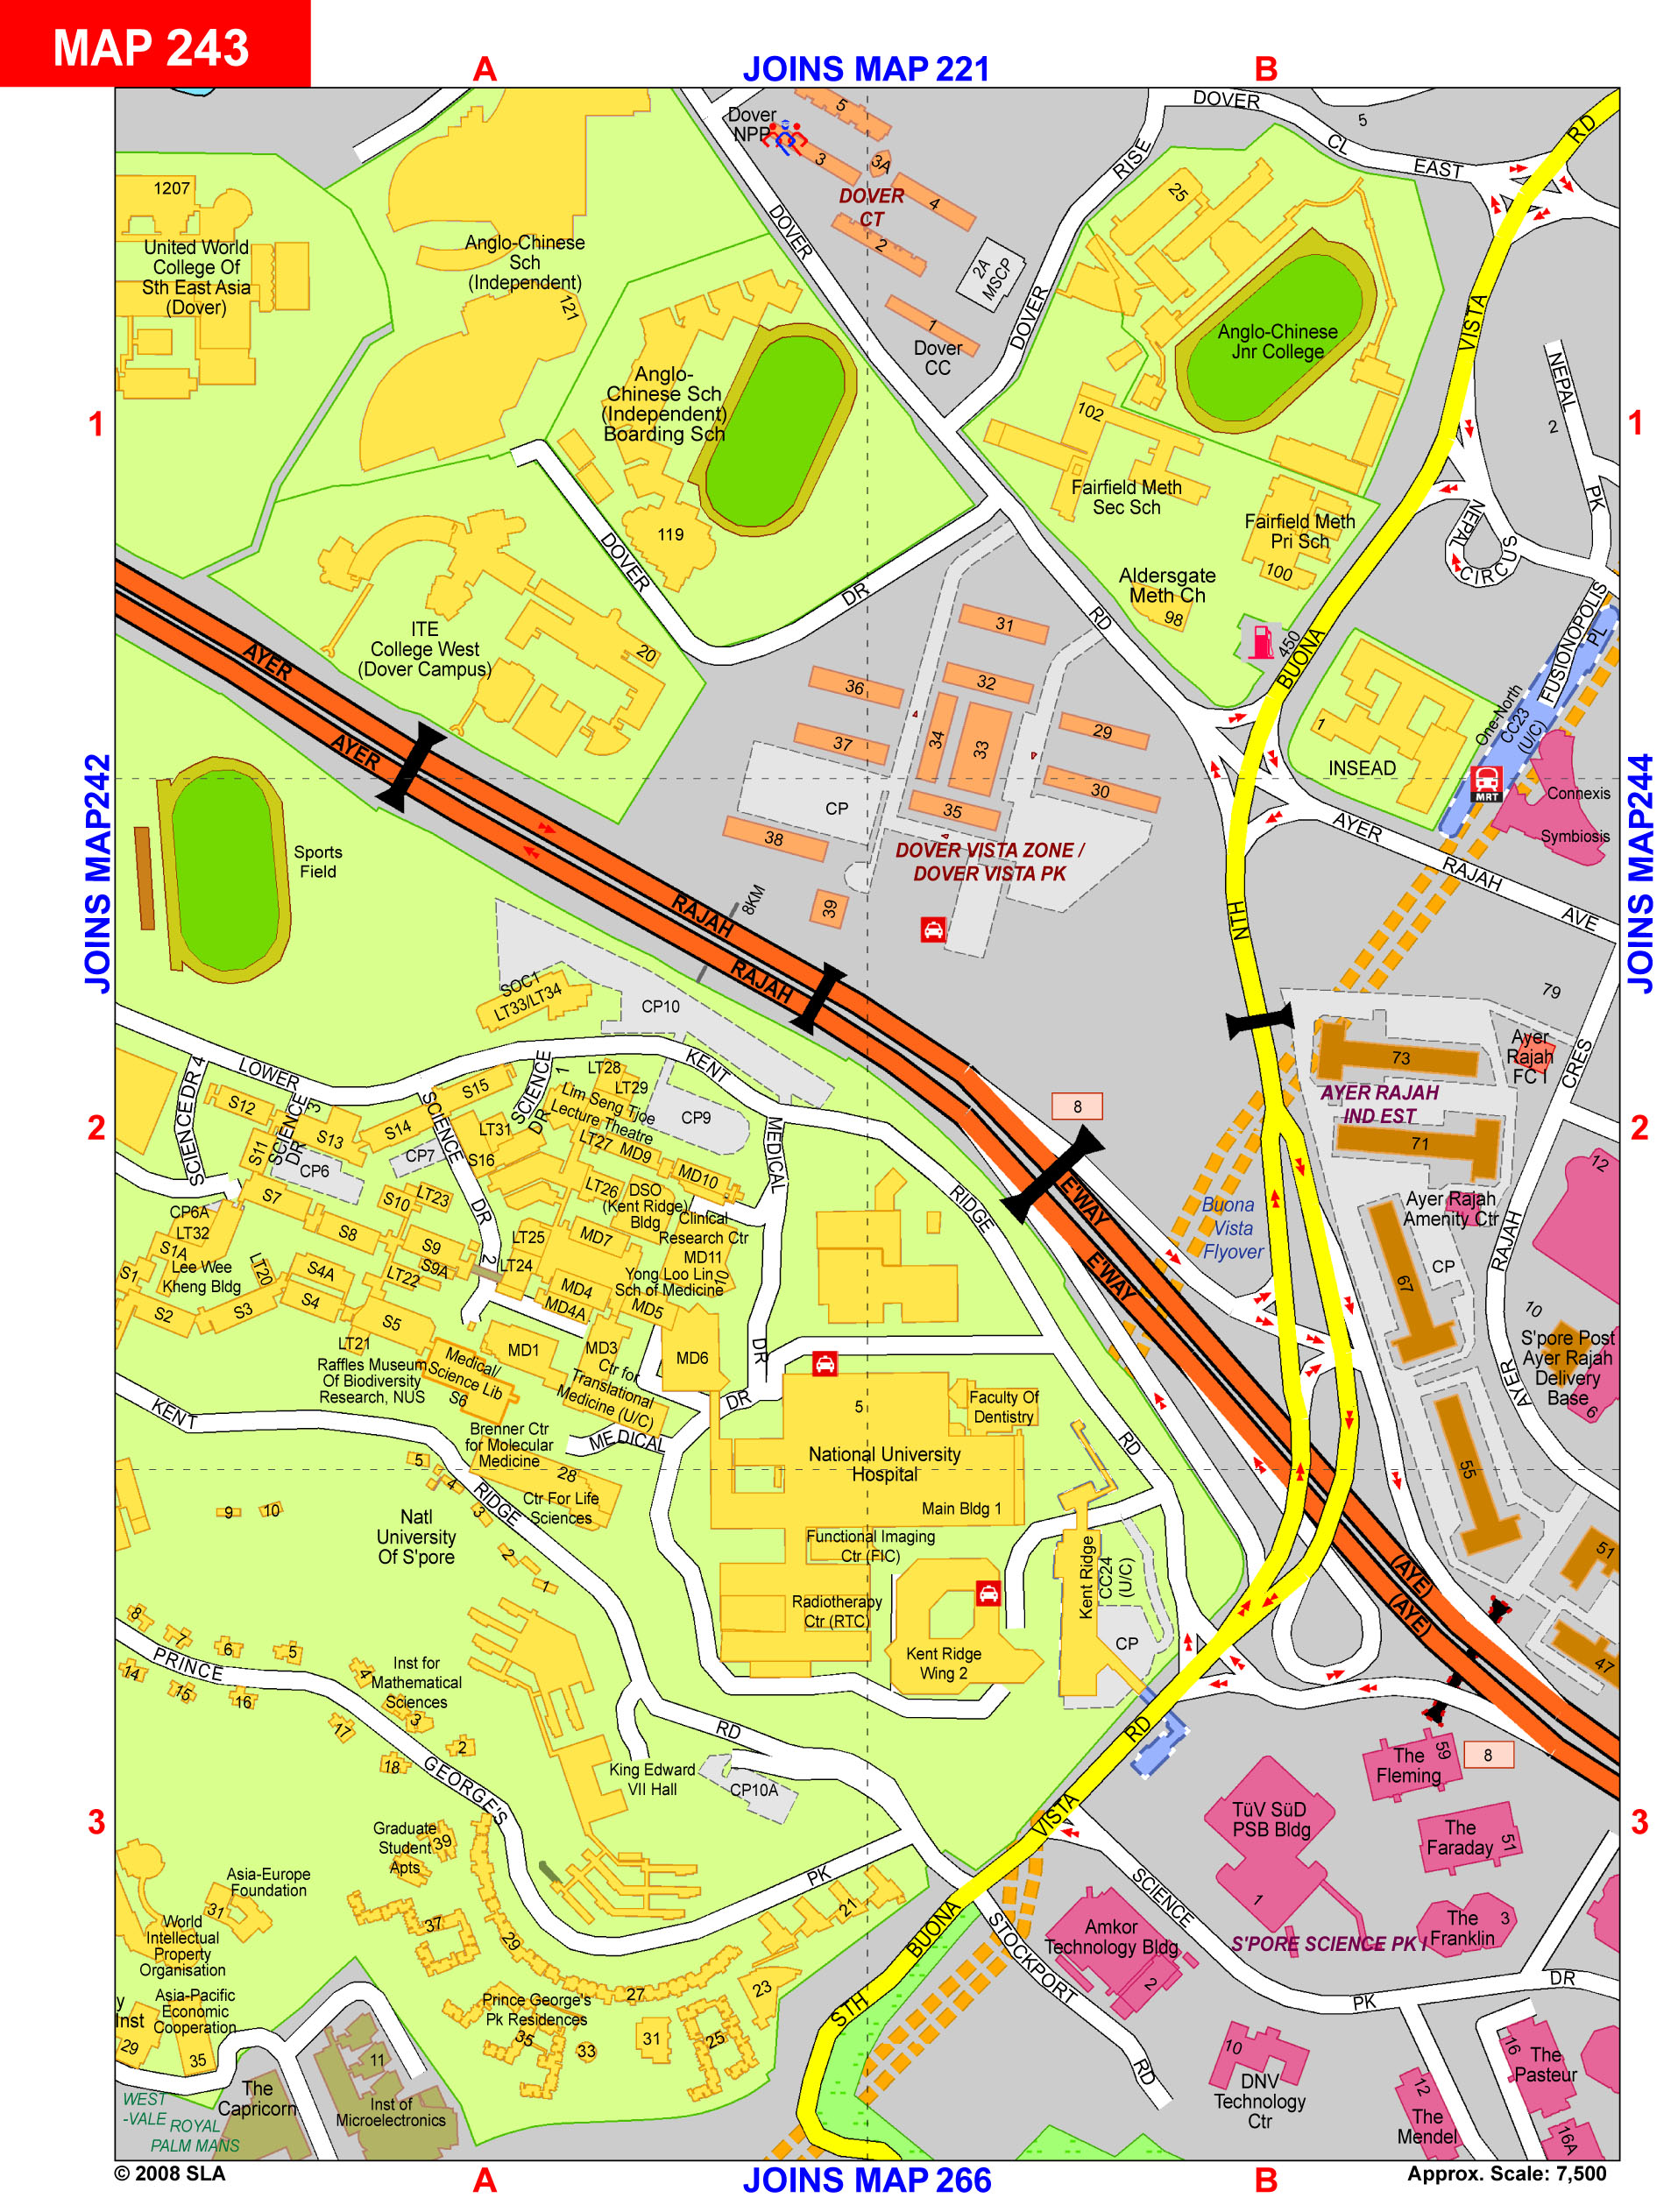 MAP 243
A
JOINS MAP 221
B
DOVER
5
Dover
NPP
5
3
3A
4
DOVER
CT
2
2A
MSCP
1
Dover
CC
DOVER
RISE
DOVER
CL
EAST
RD
VISTA
25
Anglo-Chinese
Jnr College
1207
United World
College Of
Sth East Asia
(Dover)
Anglo-Chinese
Sch
(Independent)
121
Anglo-
Chinese Sch
(Independent)
Boarding Sch
119
1
1
102
Fairfield Meth
Sec Sch
Fairfield Meth
Pri Sch
100
Aldersgate
Meth Ch
98
450
BUONA
NEPAL
2
PK
NEPAL
CIRCUS
FUSIONOPOLIS
PL
One-North
CC23
(U/C)
MRT
1
INSEAD
Connexis
Symbiosis
DOVER
DR
RD
ITE
College West
(Dover Campus)
20
AYER
AYER
31
32
36
37
34
33
29
30
35
CP
38
39
DOVER VISTA ZONE /
DOVER VISTA PK
JOINS MAP242
JOINS MAP244
Sports
Field
8KM
RAJAH
RAJAH
AYER
RAJAH
AVE
NTH
79
SOC1
LT33/LT34
CP10
KENT
LOWER
SCIENCE DR 4
S12
SCIENCE
DR
3
S11
S13
CP6
S14
S15
CP7
SCIENCE
DR
2
S16
LT31
SCIENCE
DR
1
LT28
LT29
Lim Seng Tjoe
Lecture Theatre
LT27
MD9
MD10
CP9
MEDICAL
DR
RIDGE
8
2
2
E'WAY
E'WAY
Buona
Vista
Flyover
73
Ayer
Rajah
FC I
CRES
AYER RAJAH
IND EST
71
12
Ayer Rajah
Amenity Ctr
67
CP
RAJAH
AYER
10
S'pore Post
Ayer Rajah
Delivery
Base
6
55
51
47
S7
CP6A
LT32
S1A
S1
Lee Wee
Kheng Bldg
LT20
S2
S3
S4A
S4
S8
S10
LT23
S9
S9A
LT22
S5
LT21
LT26
DSO
(Kent Ridge)
Bldg
Clinical
Research Ctr
MD11
10
LT25
LT24
MD7
Yong Loo Lin
Sch of Medicine
MD4
MD4A
MD5
MD6
MD1
MD3
Ctr for
Translational
Medicine (U/C)
Raffles Museum
Of Biodiversity
Research, NUS
Medical/
Science Lib
S6
Brenner Ctr
for Molecular
Medicine
28
Ctr For Life
Sciences
MEDICAL
DR
5
National University
Hospital
Main Bldg 1
Faculty Of
Dentistry
Functional Imaging
Ctr (FIC)
Radiotherapy
Ctr (RTC)
Kent Ridge
Wing 2
Kent Ridge
CC24
(U/C)
CP
RD
KENT
RIDGE
RD
5
4
3
2
1
9
10
Natl
University
Of S'pore
8
7
6
5
PRINCE
14
15
16
17
18
4
Inst for
Mathematical
Sciences
3
2
GEORGE'S
PK
King Edward
VII Hall
CP10A
(AYE)
(AYE)
RD
VISTA
BUONA
STH
3
3
The
Fleming
59
8
TüV SüD
PSB Bldg
1
The
Faraday
51
The
Franklin
3
S'PORE SCIENCE PK I
SCIENCE
PK
DR
Amkor
Technology Bldg
2
STOCKPORT
RD
10
DNV
Technology
Ctr
12
The
Mendel
16
The
Pasteur
16A
Graduate
Student
Apts
39
Asia-Europe
Foundation
31
World
Intellectual
Property
Organisation
37
29
27
21
23
25
31
33
35
Prince George's
Pk Residences
Asia-Pacific
Economic
Cooperation
y
Inst
29
35
The
Capricorn
11
Inst of
Microelectronics
WEST
-VALE
ROYAL
PALM MANS
© 2008 SLA
A
JOINS MAP 266
B
Approx. Scale: 7,500